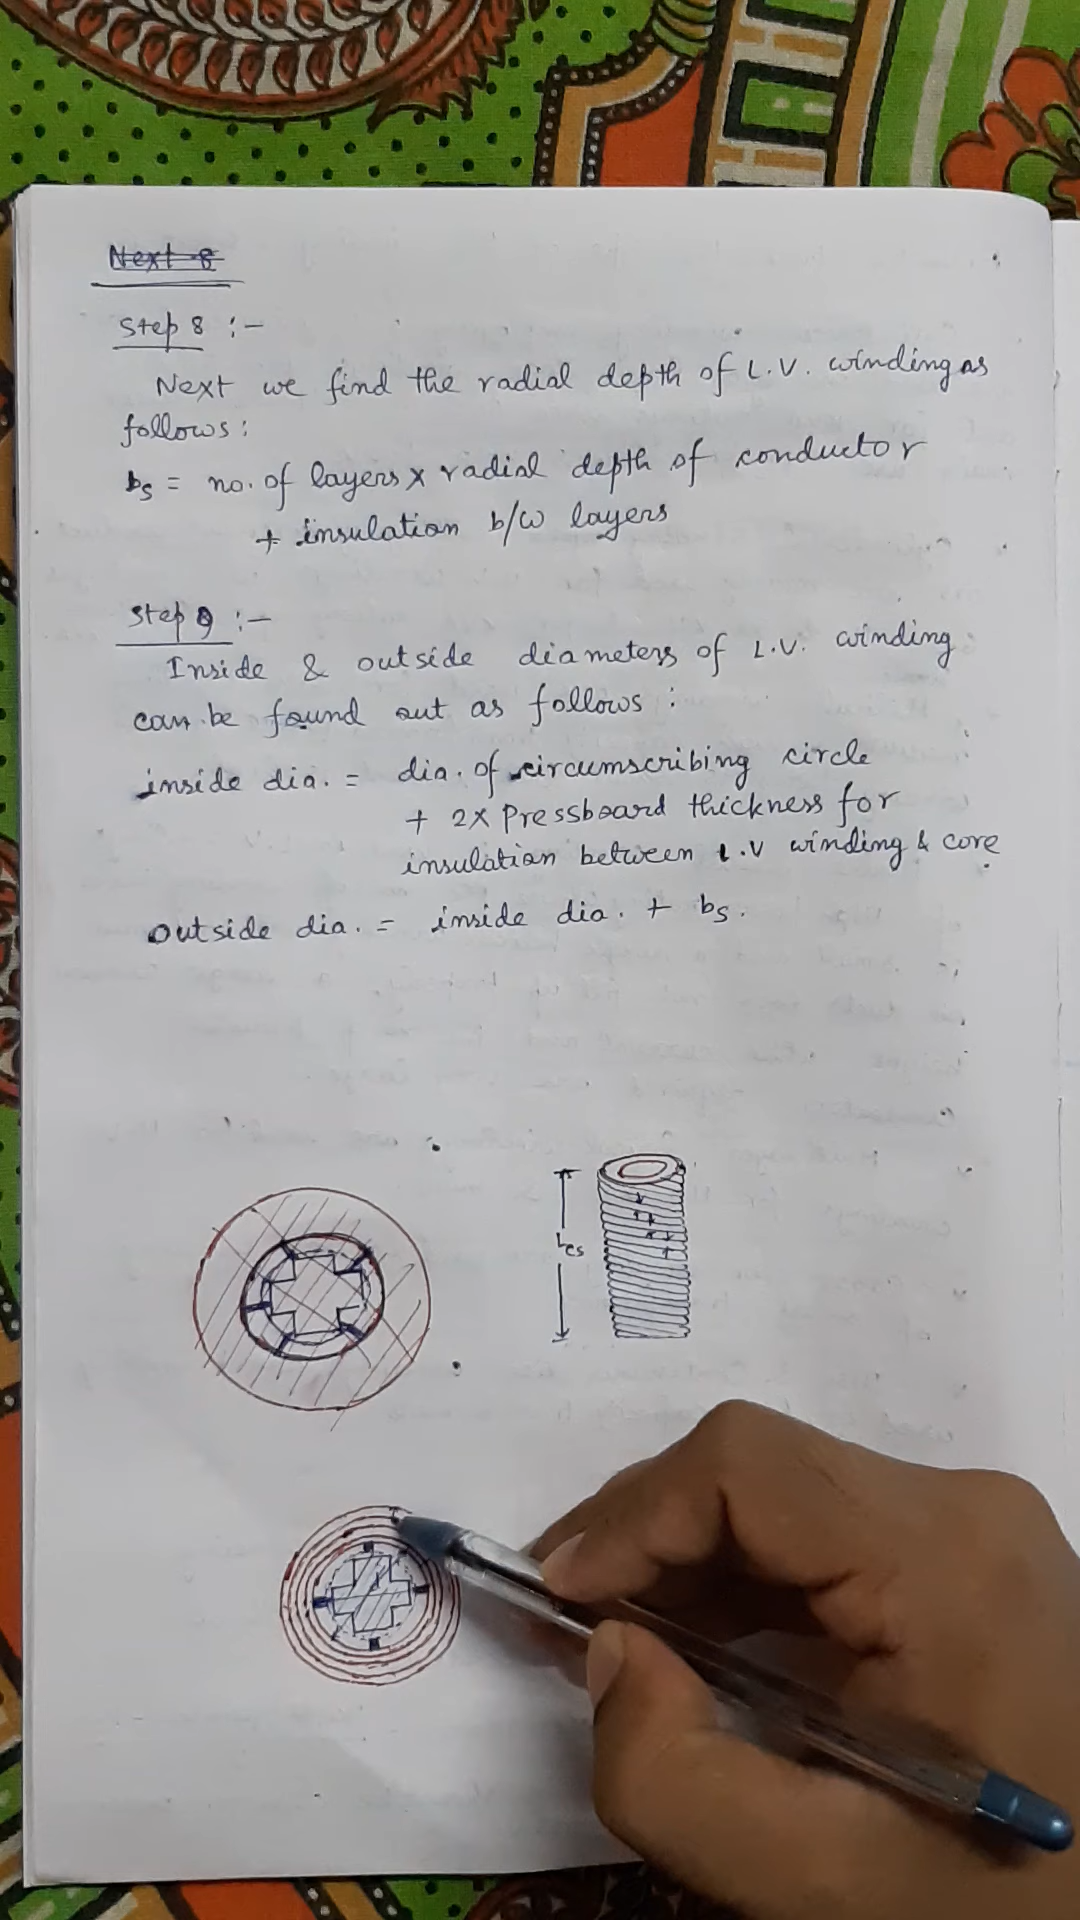 Next 8
Step 8 :-
Next we find the radial depth of L.V. winding as
follows:
bs = no. of layers x radial depth of conductor
+ insulation b/w layers
Step 9 :-
Inside & outside diameters of L.V. winding
can be found out as follows :
inside dia. = dia. of circumscribing circle
+ 2x Pressboard thickness for
insulation between L.V winding & core
outside dia. = inside dia. + bs.
Lcs